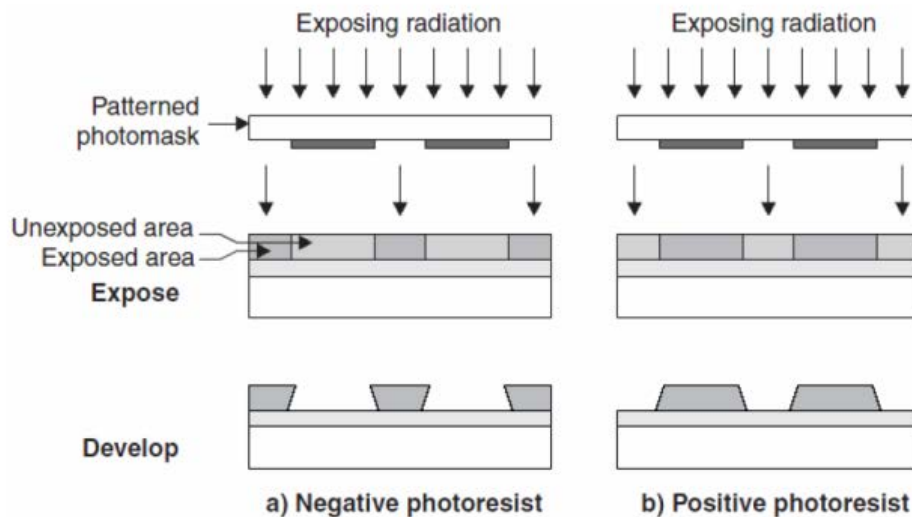 Exposing radiation
Exposing radiation
Patterned
photomask
Unexposed area
Exposed area
Expose
Develop
a) Negative photoresist
b) Positive photoresist